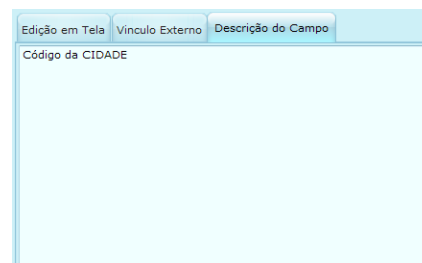 Edição em Tela Vinculo Externo Descrição do Campo
Código da CIDADE